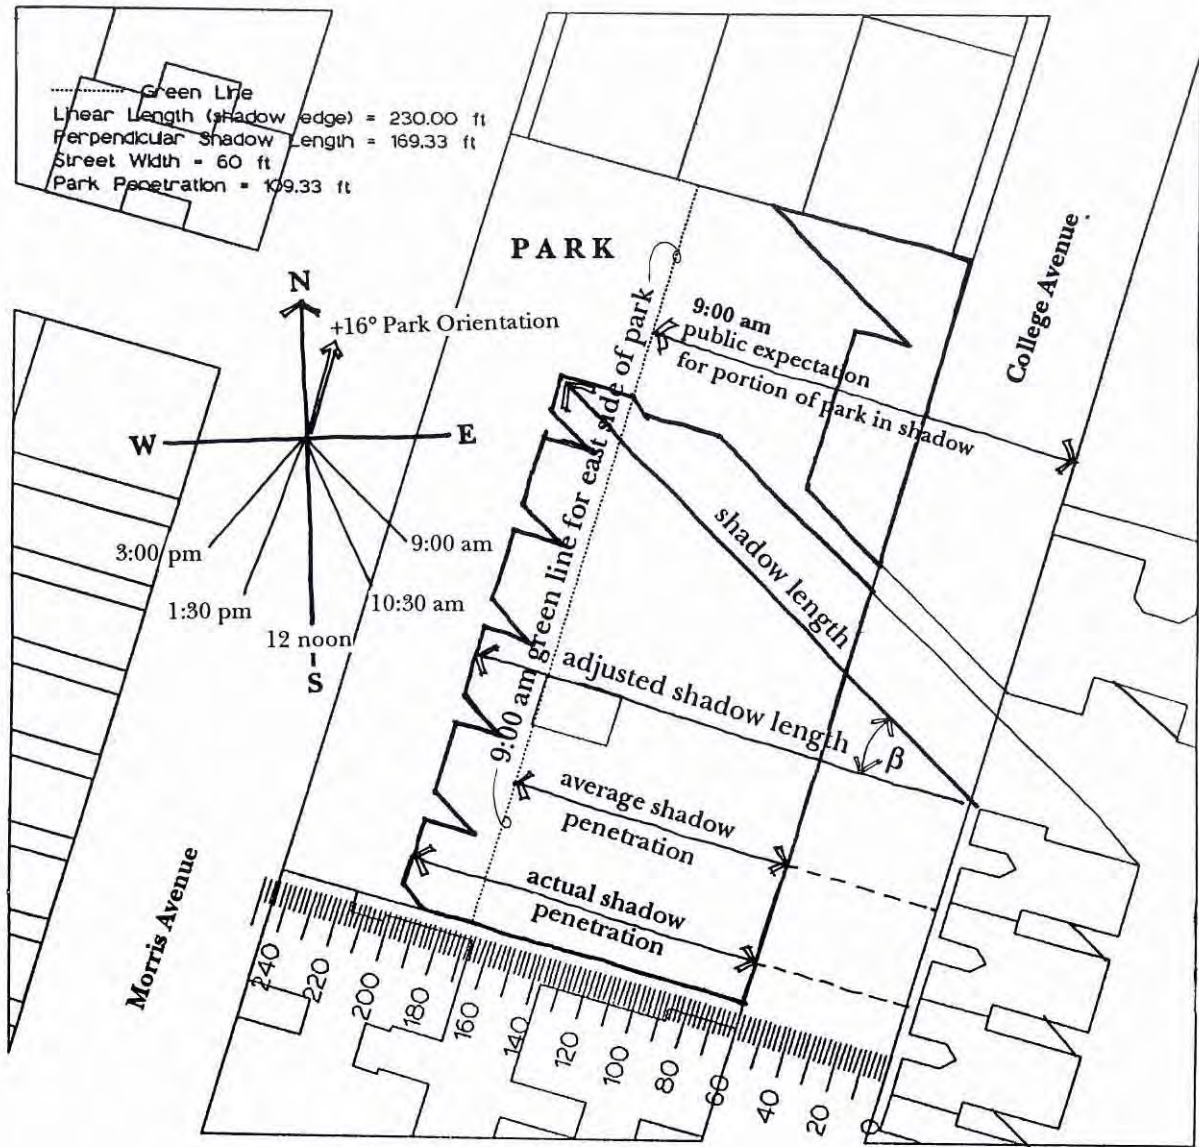 Green Line
Linear Length (shadow edge) = 230.00 ft
Perpendicular Shadow Length = 169.33 ft
Street Width = 60 ft
Park Penetration = 109.33 ft
PARK
N
+16° Park Orientation
W
E
3:00 pm
9:00 am
1:30 pm
10:30 am
12 noon
S
9:00 am
public expectation
for portion of park in shadow
College Avenue
9:00 am green line for east side of park
shadow length
adjusted shadow length
β
average shadow
penetration
actual shadow
penetration
Morris Avenue
240
220
200
180
160
140
120
100
80
60
40
20
0